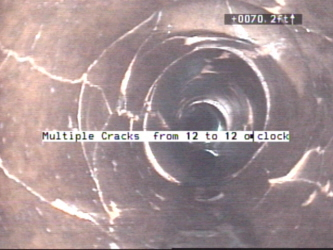 +0070.2Ft↑
Multiple Cracks from 12 to 12 o'clock